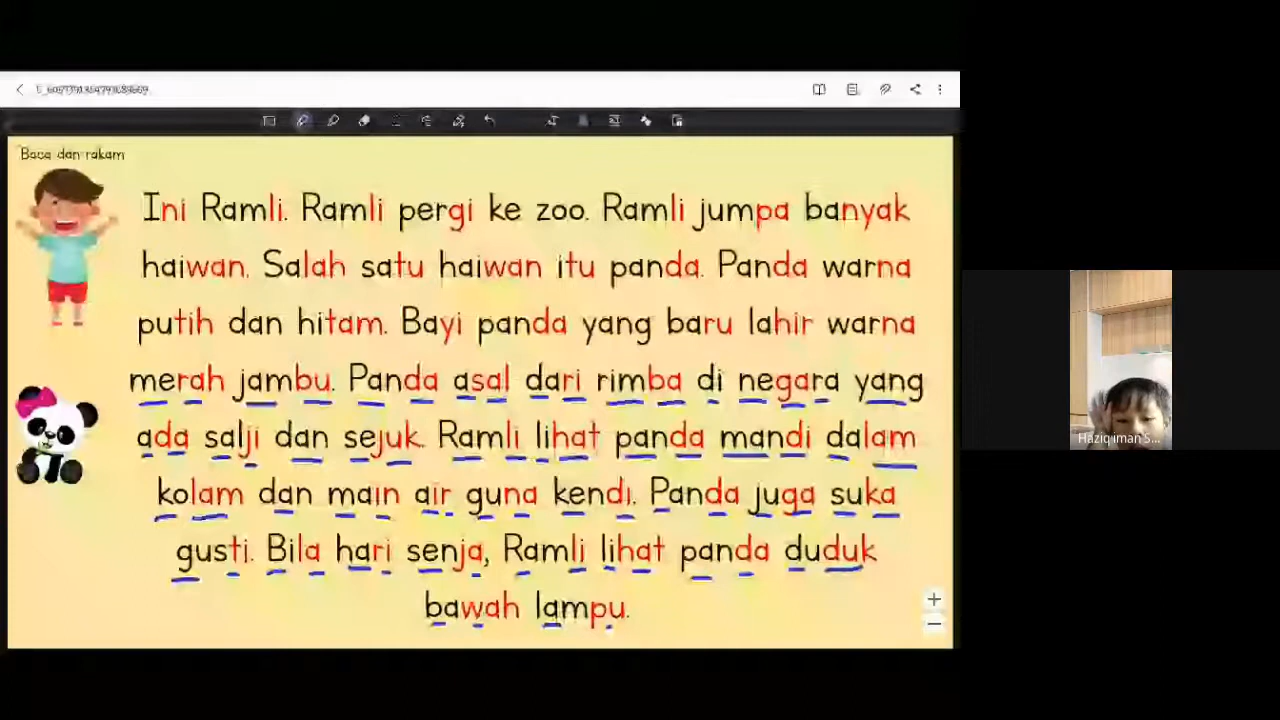 Baca dan rakam
Ini Ramli. Ramli pergi ke zoo. Ramli jumpa banyak
haiwan. Salah satu haiwan itu panda. Panda warna
putih dan hitam. Bayi panda yang baru lahir warna
merah jambu. Panda asal dari rimba di negara yang
ada salji dan sejuk. Ramli lihat panda mandi dalam
kolam dan main air guna kendi. Panda juga suka
gusti. Bila hari senja, Ramli lihat panda duduk
bawah lampu.
Haziq iman S...